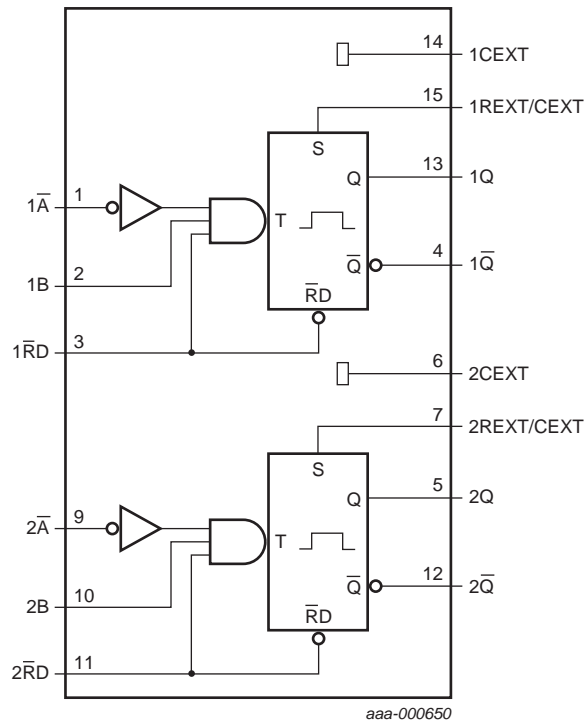 14 1CEXT
15 1REXT/CEXT
S
Q 13 1Q
1A̅ 1
T
Q̅ 4 1Q̅
1B 2
R̅D
1R̅D 3
6 2CEXT
7 2REXT/CEXT
S
Q 5 2Q
2A̅ 9
T
Q̅ 12 2Q̅
2B 10
R̅D
2R̅D 11
aaa-000650